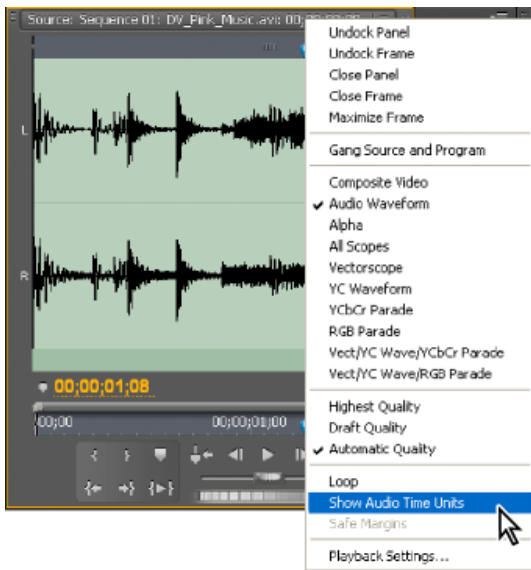 Source: Sequence 01: DV_Pink_Music.avi: 00;00;00;00
L
R
00;00;01;08
00;00
00;00;01;00
Undock Panel
Undock Frame
Close Panel
Close Frame
Maximize Frame
Gang Source and Program
Composite Video
Audio Waveform
Alpha
All Scopes
Vectorscope
YC Waveform
YCbCr Parade
RGB Parade
Vect/YC Wave/YCbCr Parade
Vect/YC Wave/RGB Parade
Highest Quality
Draft Quality
Automatic Quality
Loop
Show Audio Time Units
Safe Margins
Playback Settings...